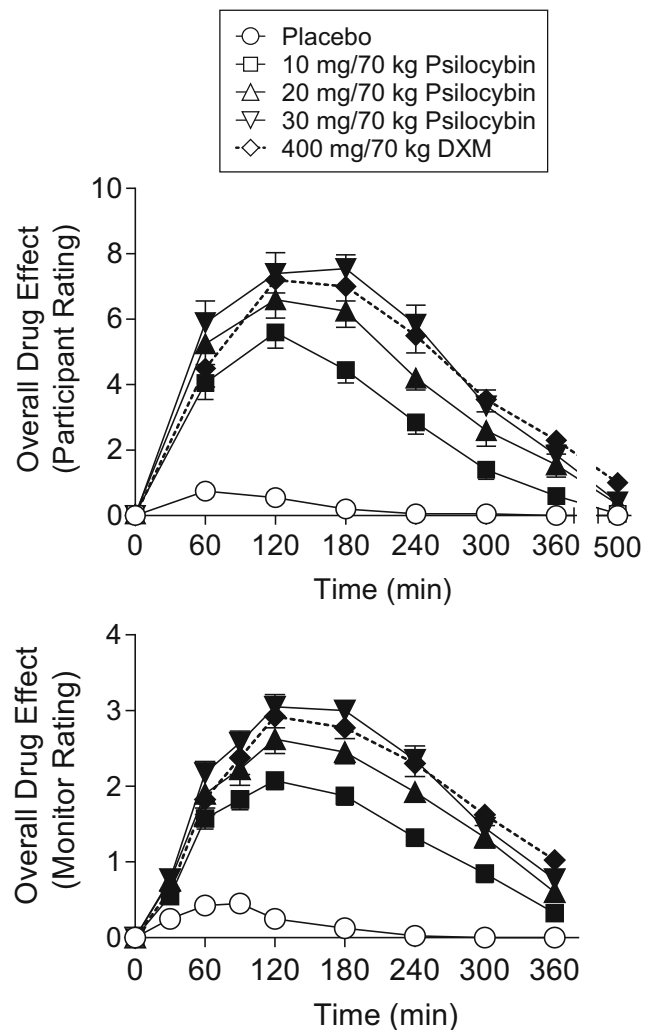 Placebo
10 mg/70 kg Psilocybin
20 mg/70 kg Psilocybin
30 mg/70 kg Psilocybin
400 mg/70 kg DXM
Overall Drug Effect
(Participant Rating)
10
8
6
4
2
0
0 60 120 180 240 300 360 500
Time (min)
Overall Drug Effect
(Monitor Rating)
4
3
2
1
0
0 60 120 180 240 300 360
Time (min)